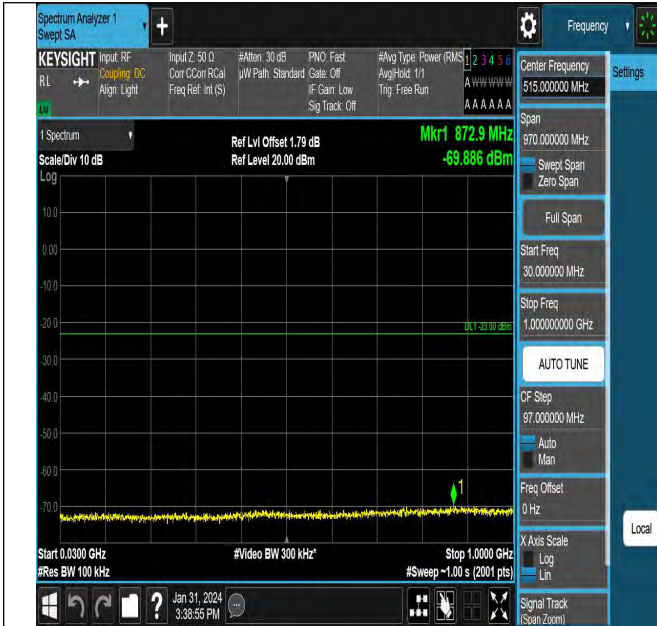 Spectrum Analyzer 1
Swept SA
Frequency
KEYSIGHT
RL
Input: RF
Coupling: DC
Align: Light
Input Z: 50 Ω
Corr CCorr RCal
Freq Ref: Int (S)
#Atten: 30 dB
µW Path: Standard
PNO: Fast
Gate: Off
IF Gain: Low
Sig Track: Off
#Avg Type: Power (RMS
Avg|Hold: 1/1
Trig: Free Run
1 2 3 4 5 6
A W W W W W
A A A A A A
1 Spectrum
Scale/Div 10 dB
Log
Ref Lvl Offset 1.79 dB
Ref Level 20.00 dBm
Mkr1 872.9 MHz
-69.886 dBm
10.0
0.00
-10.0
-20.0
DL1 -23.00 dBm
-30.0
-40.0
-50.0
-60.0
-70.0
1
Start 0.0300 GHz
#Res BW 100 kHz
#Video BW 300 kHz*
Stop 1.0000 GHz
#Sweep ~1.00 s (2001 pts)
Center Frequency
515.000000 MHz
Settings
Span
970.000000 MHz
Swept Span
Zero Span
Full Span
Start Freq
30.000000 MHz
Stop Freq
1.000000000 GHz
AUTO TUNE
CF Step
97.000000 MHz
Auto
Man
Freq Offset
0 Hz
X Axis Scale
Log
Lin
Local
Signal Track
(Span Zoom)
?
Jan 31, 2024
3:38:55 PM